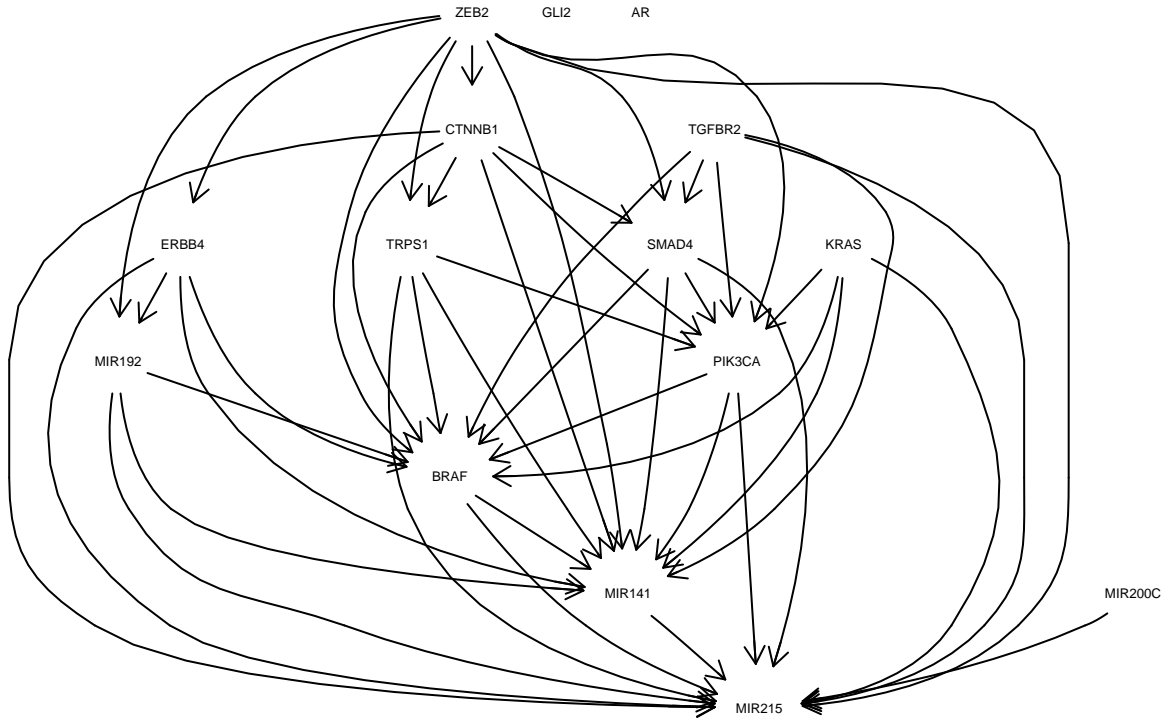 ZEB2 GLI2 AR
CTNNB1 TGFBR2
ERBB4 TRPS1 SMAD4 KRAS
MIR192 PIK3CA
BRAF
MIR141 MIR200C
MIR215